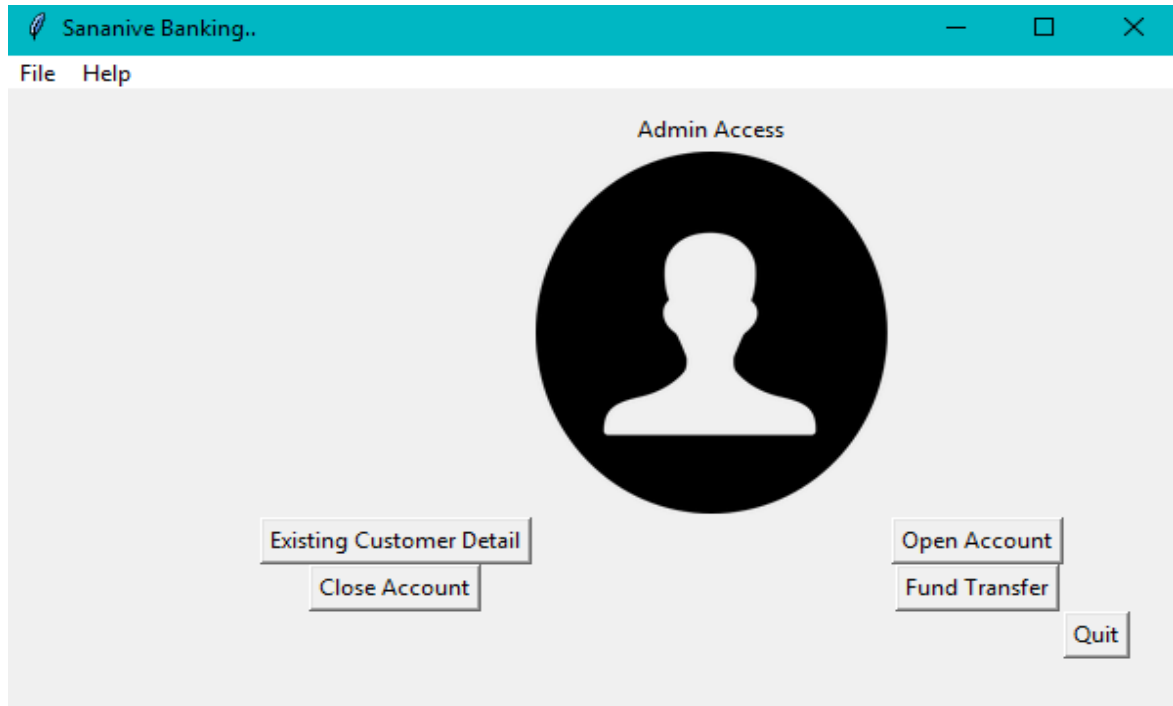 Sananive Banking..
File Help
Admin Access
Existing Customer Detail Open Account
Close Account Fund Transfer
Quit